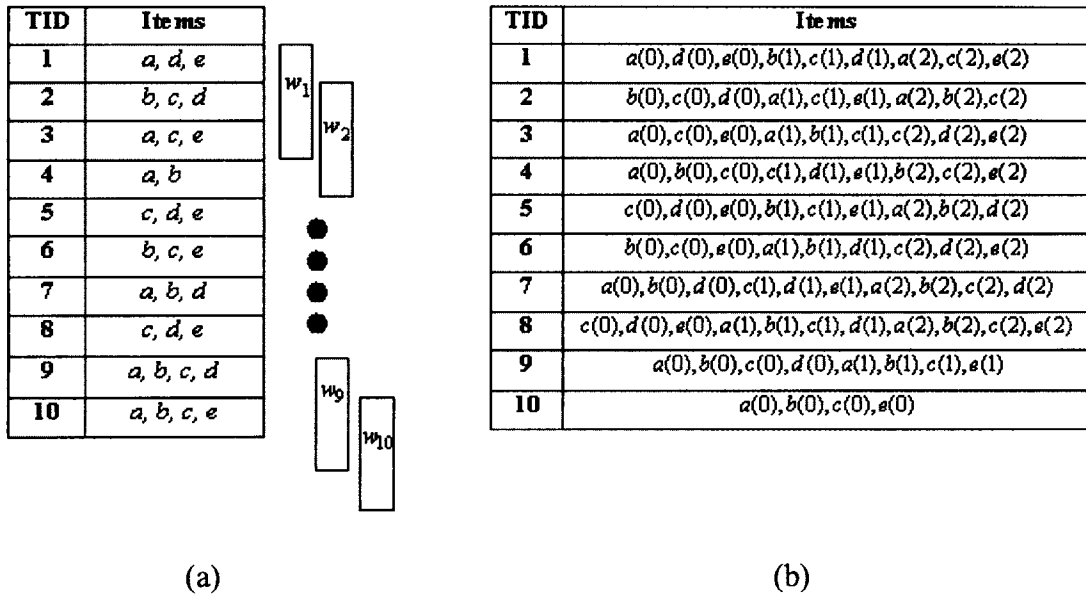 TID Items
1 a, d, e
2 b, c, d
3 a, c, e
4 a, b
5 c, d, e
6 b, c, e
7 a, b, d
8 c, d, e
9 a, b, c, d
10 a, b, c, e
w1
w2
w9
w10
(a)
TID Items
1 a(0),d(0),e(0),b(1),c(1),d(1),a(2),c(2),e(2)
2 b(0),c(0),d(0),a(1),c(1),e(1),a(2),b(2),c(2)
3 a(0),c(0),e(0),a(1),b(1),c(1),c(2),d(2),e(2)
4 a(0),b(0),c(0),c(1),d(1),e(1),b(2),c(2),e(2)
5 c(0),d(0),e(0),b(1),c(1),e(1),a(2),b(2),d(2)
6 b(0),c(0),e(0),a(1),b(1),d(1),c(2),d(2),e(2)
7 a(0),b(0),d(0),c(1),d(1),e(1),a(2),b(2),c(2),d(2)
8 c(0),d(0),e(0),a(1),b(1),c(1),d(1),a(2),b(2),c(2),e(2)
9 a(0),b(0),c(0),d(0),a(1),b(1),c(1),e(1)
10 a(0),b(0),c(0),e(0)
(b)